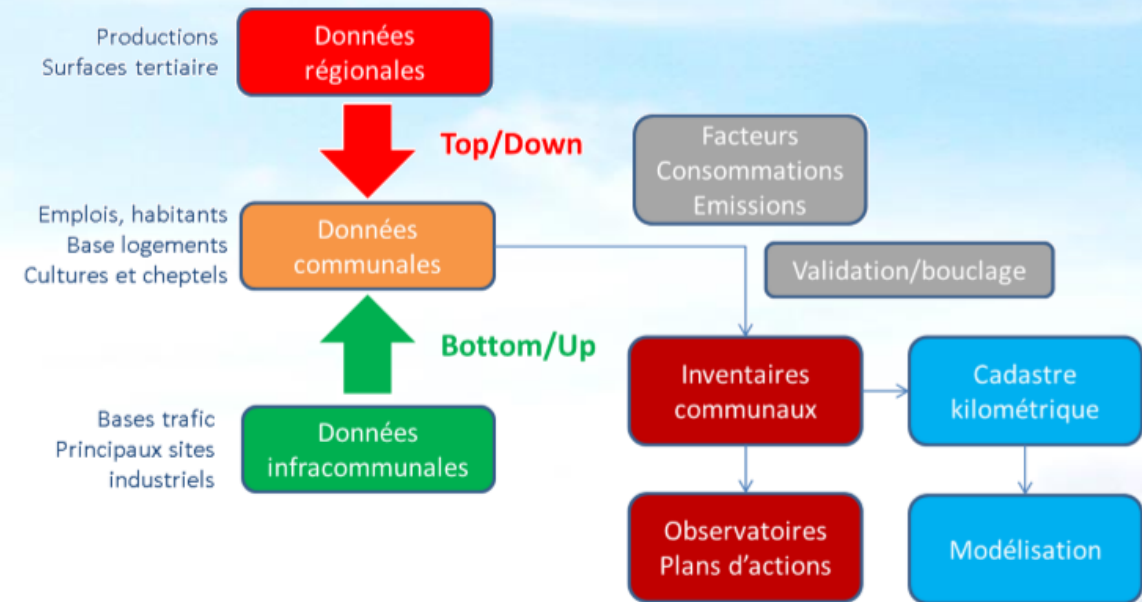 Productions
Surfaces tertiaire
Données
régionales
Top/Down
Facteurs
Consommations
Emissions
Emplois, habitants
Base logements
Cultures et cheptels
Données
communales
Validation/bouclage
Bottom/Up
Inventaires
communaux
Cadastre
kilométrique
Bases trafic
Principaux sites
industriels
Données
infracommunales
Observatoires
Plans d'actions
Modélisation